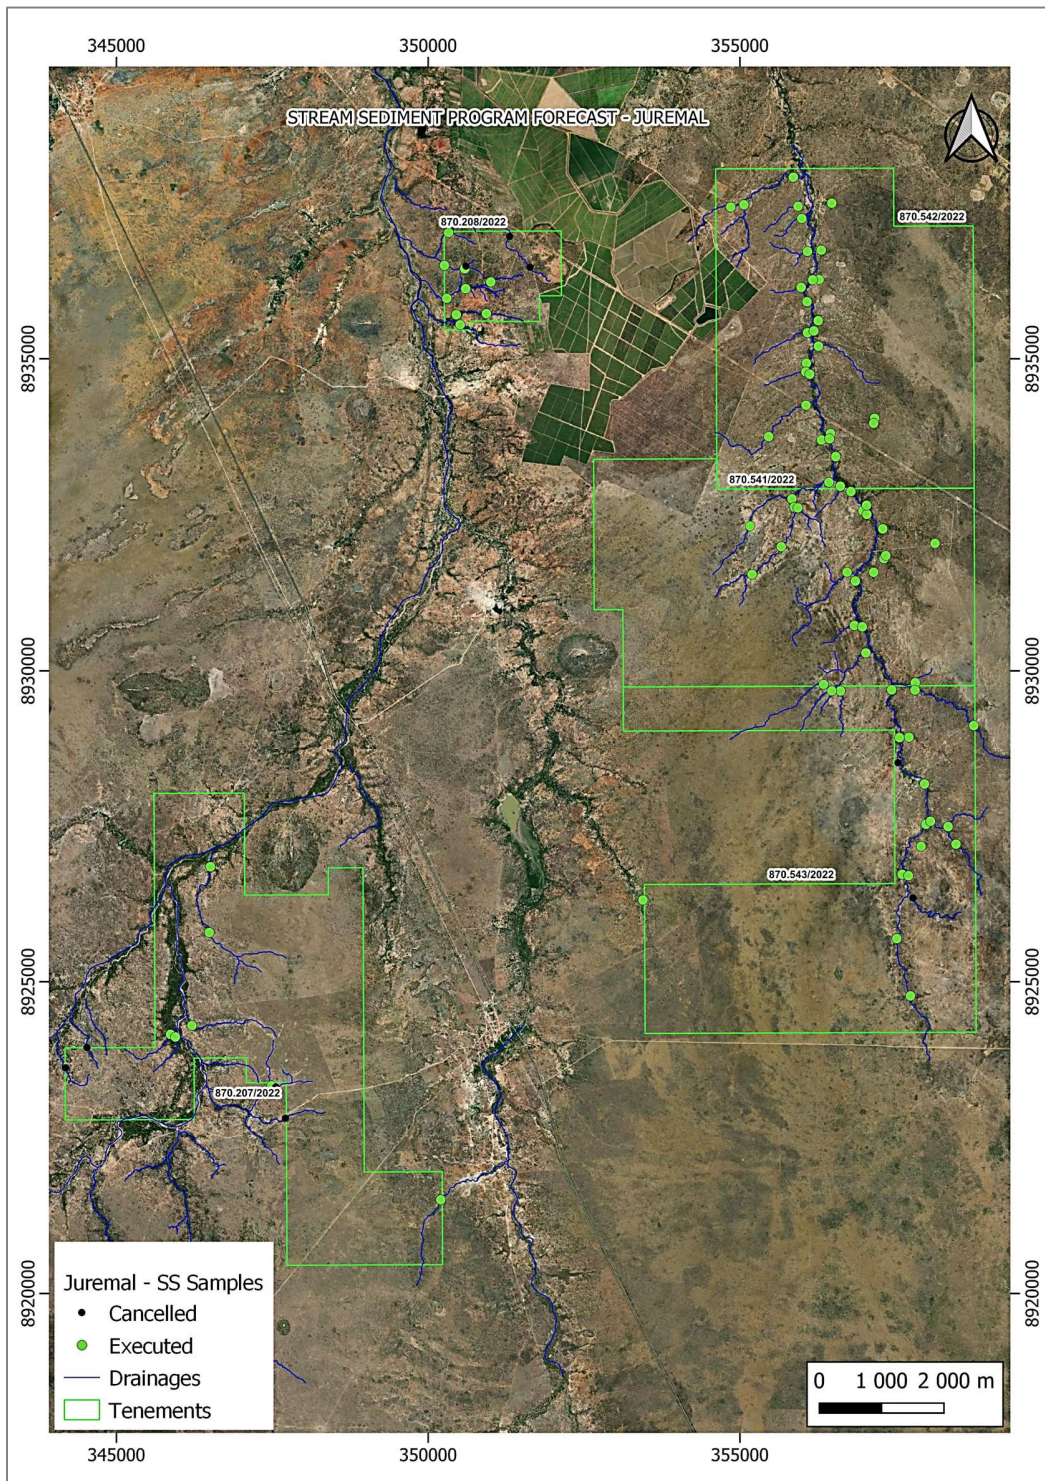 345000 350000 355000
STREAM SEDIMENT PROGRAM FORECAST - JUREMAL
870.208/2022
870.542/2022
8935000 8935000
870.541/2022
8930000 8930000
870.543/2022
8925000 8925000
870.207/2022
8920000 8920000
Juremal - SS Samples
Cancelled
Executed
Drainages
Tenements
0 1 000 2 000 m
345000 350000 355000